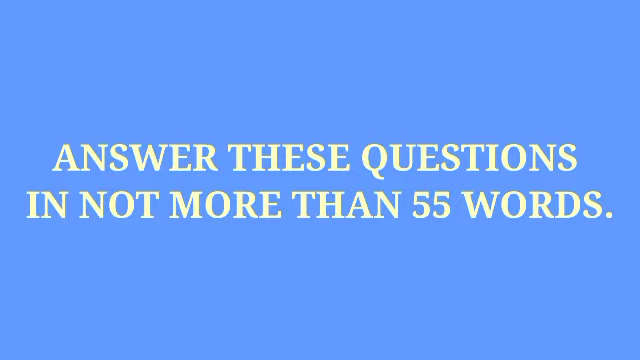 ANSWER THESE QUESTIONS
IN NOT MORE THAN 55 WORDS.